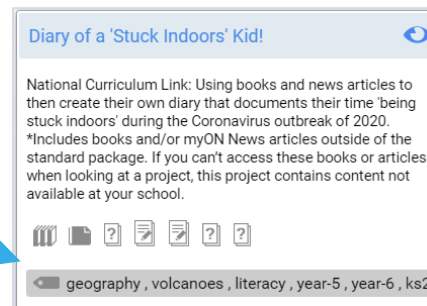 Diary of a 'Stuck Indoors' Kid!
National Curriculum Link: Using books and news articles to
then create their own diary that documents their time 'being
stuck indoors' during the Coronavirus outbreak of 2020.
*Includes books and/or myON News articles outside of the
standard package. If you can't access these books or articles
when looking at a project, this project contains content not
available at your school.
geography , volcanoes , literacy , year-5 , year-6 , ks2